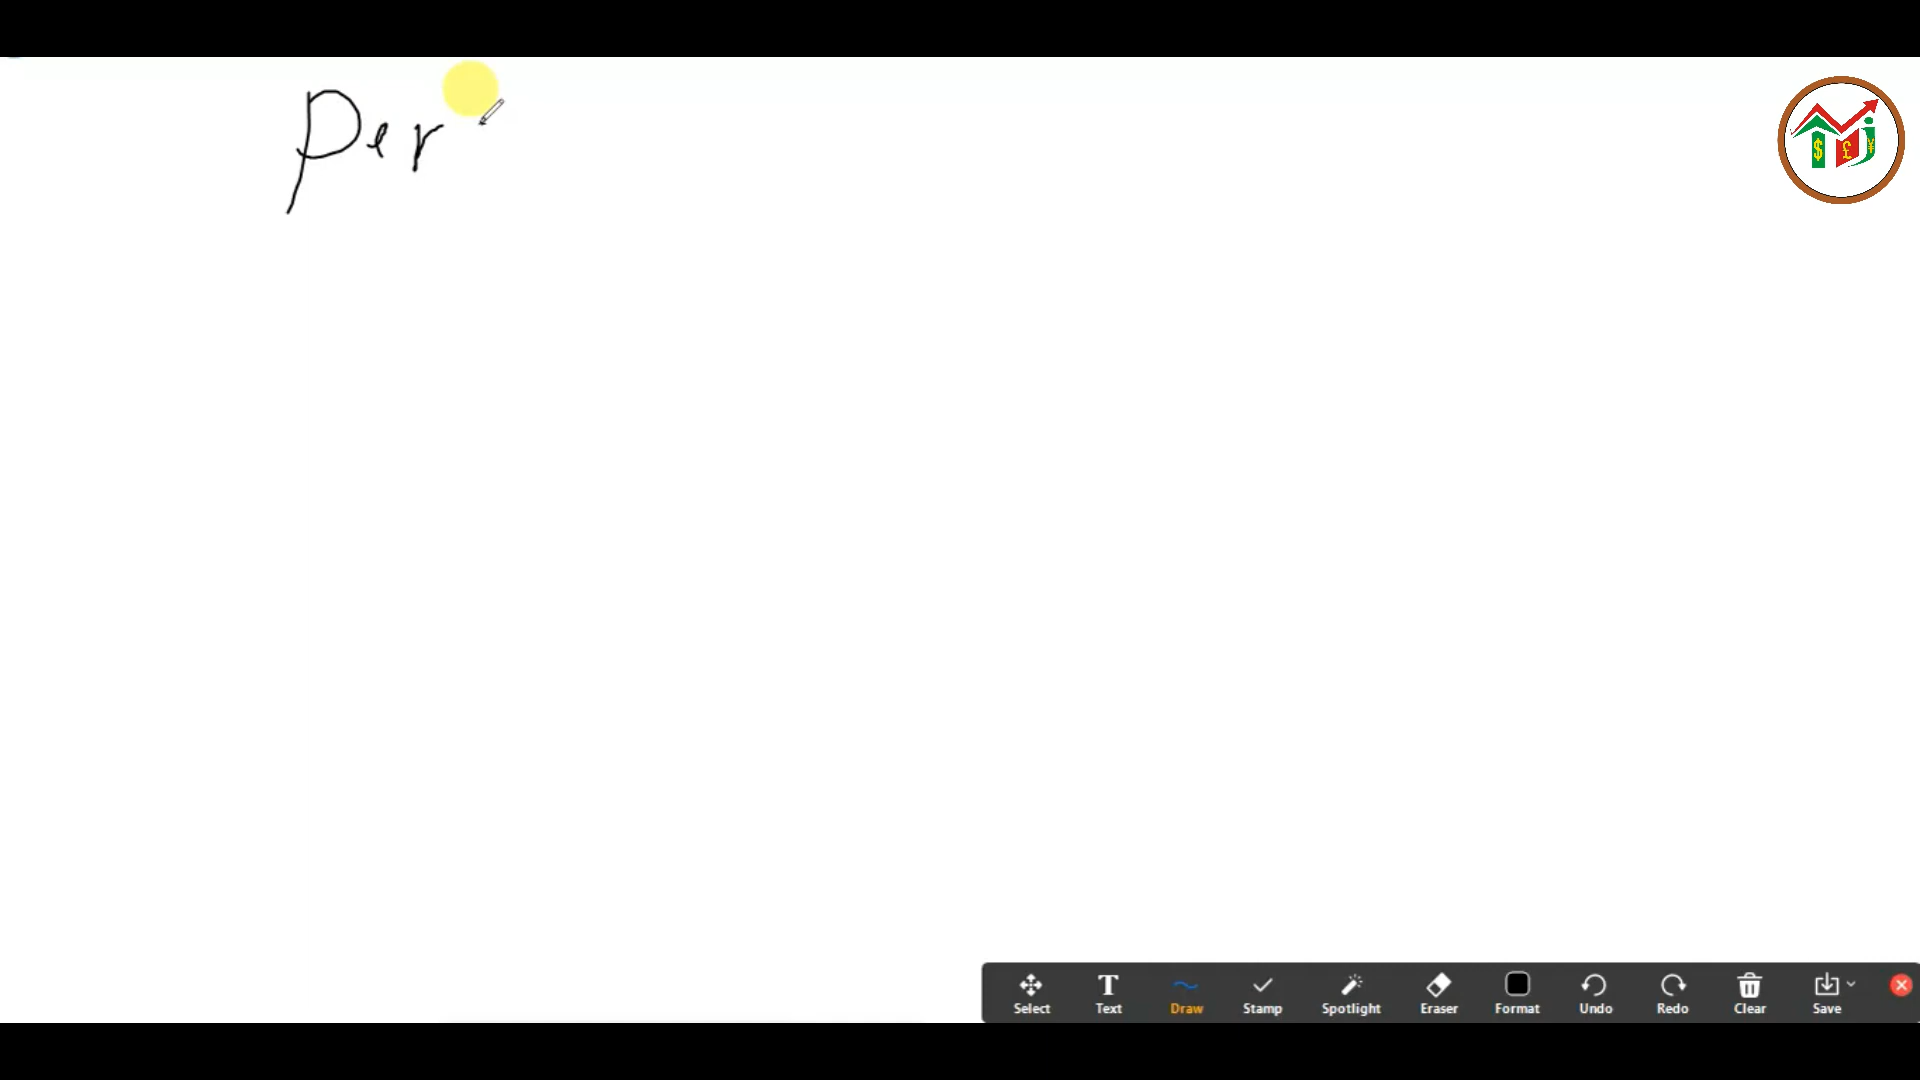 Per
$ £ ¥
Select Text Draw Stamp Spotlight Eraser Format Undo Redo Clear Save